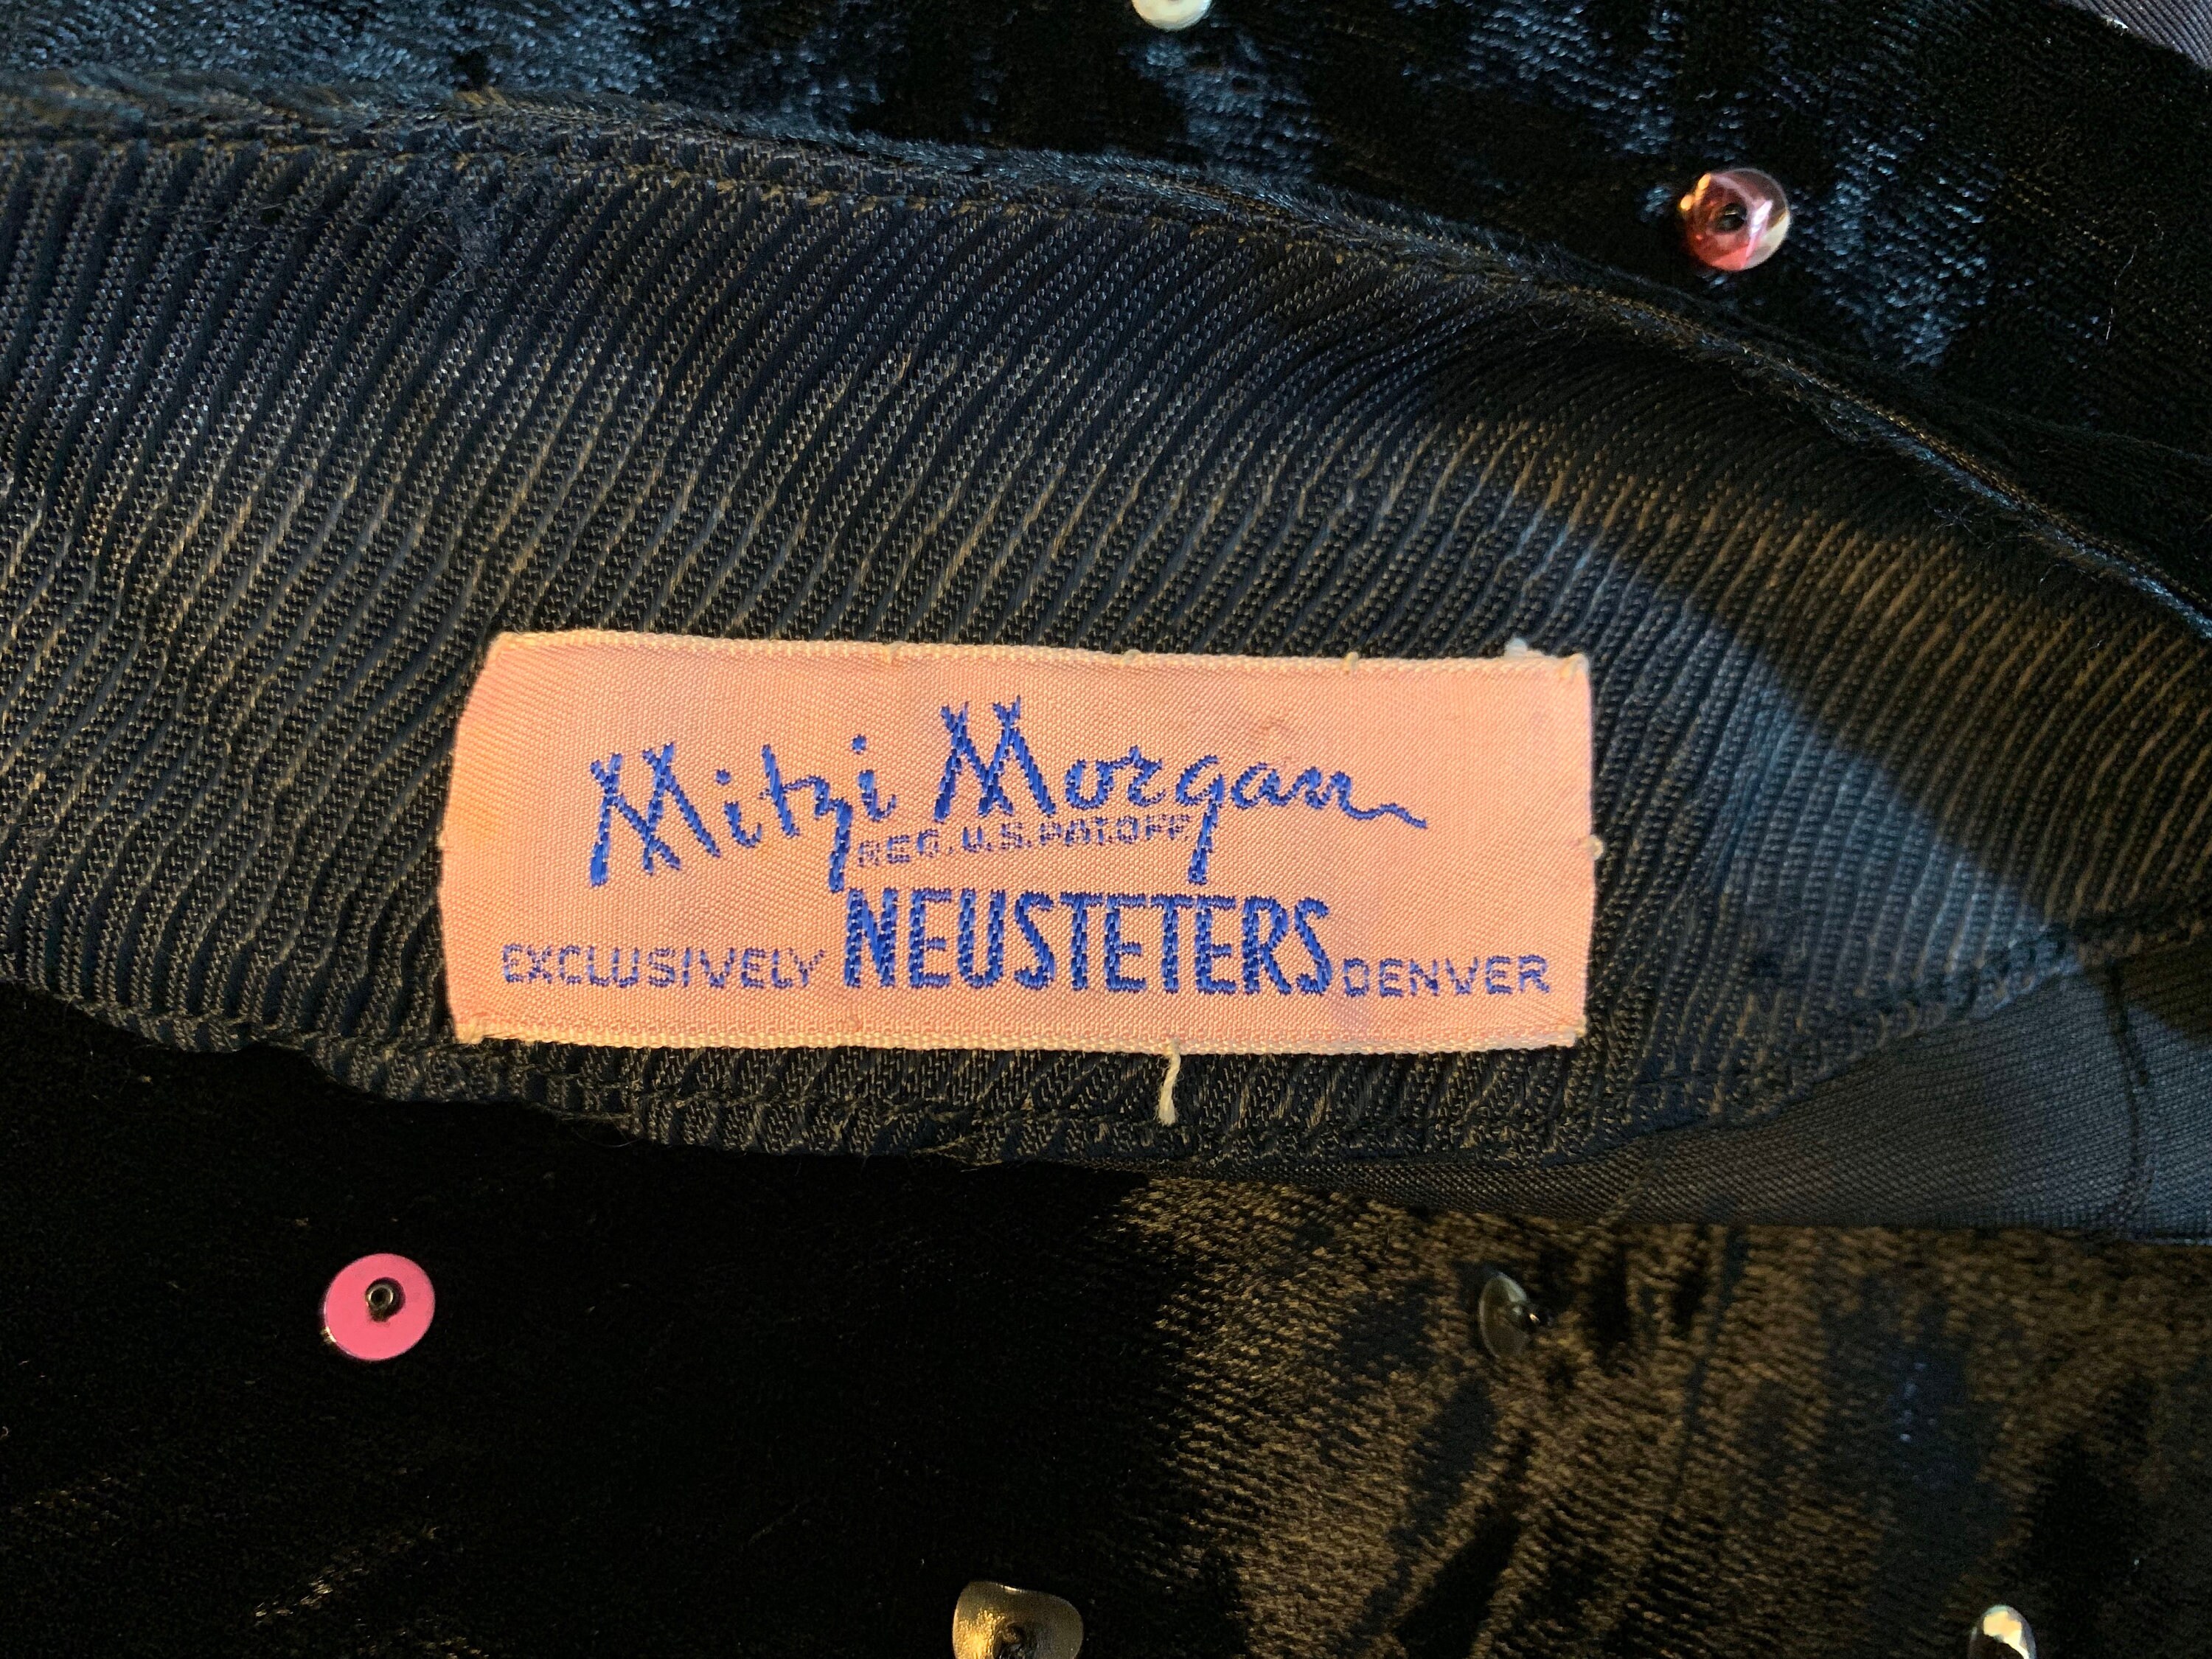 Mitzi Morgan
REG. U.S. PAT. OFF.
EXCLUSIVELY NEUSTETERS DENVER